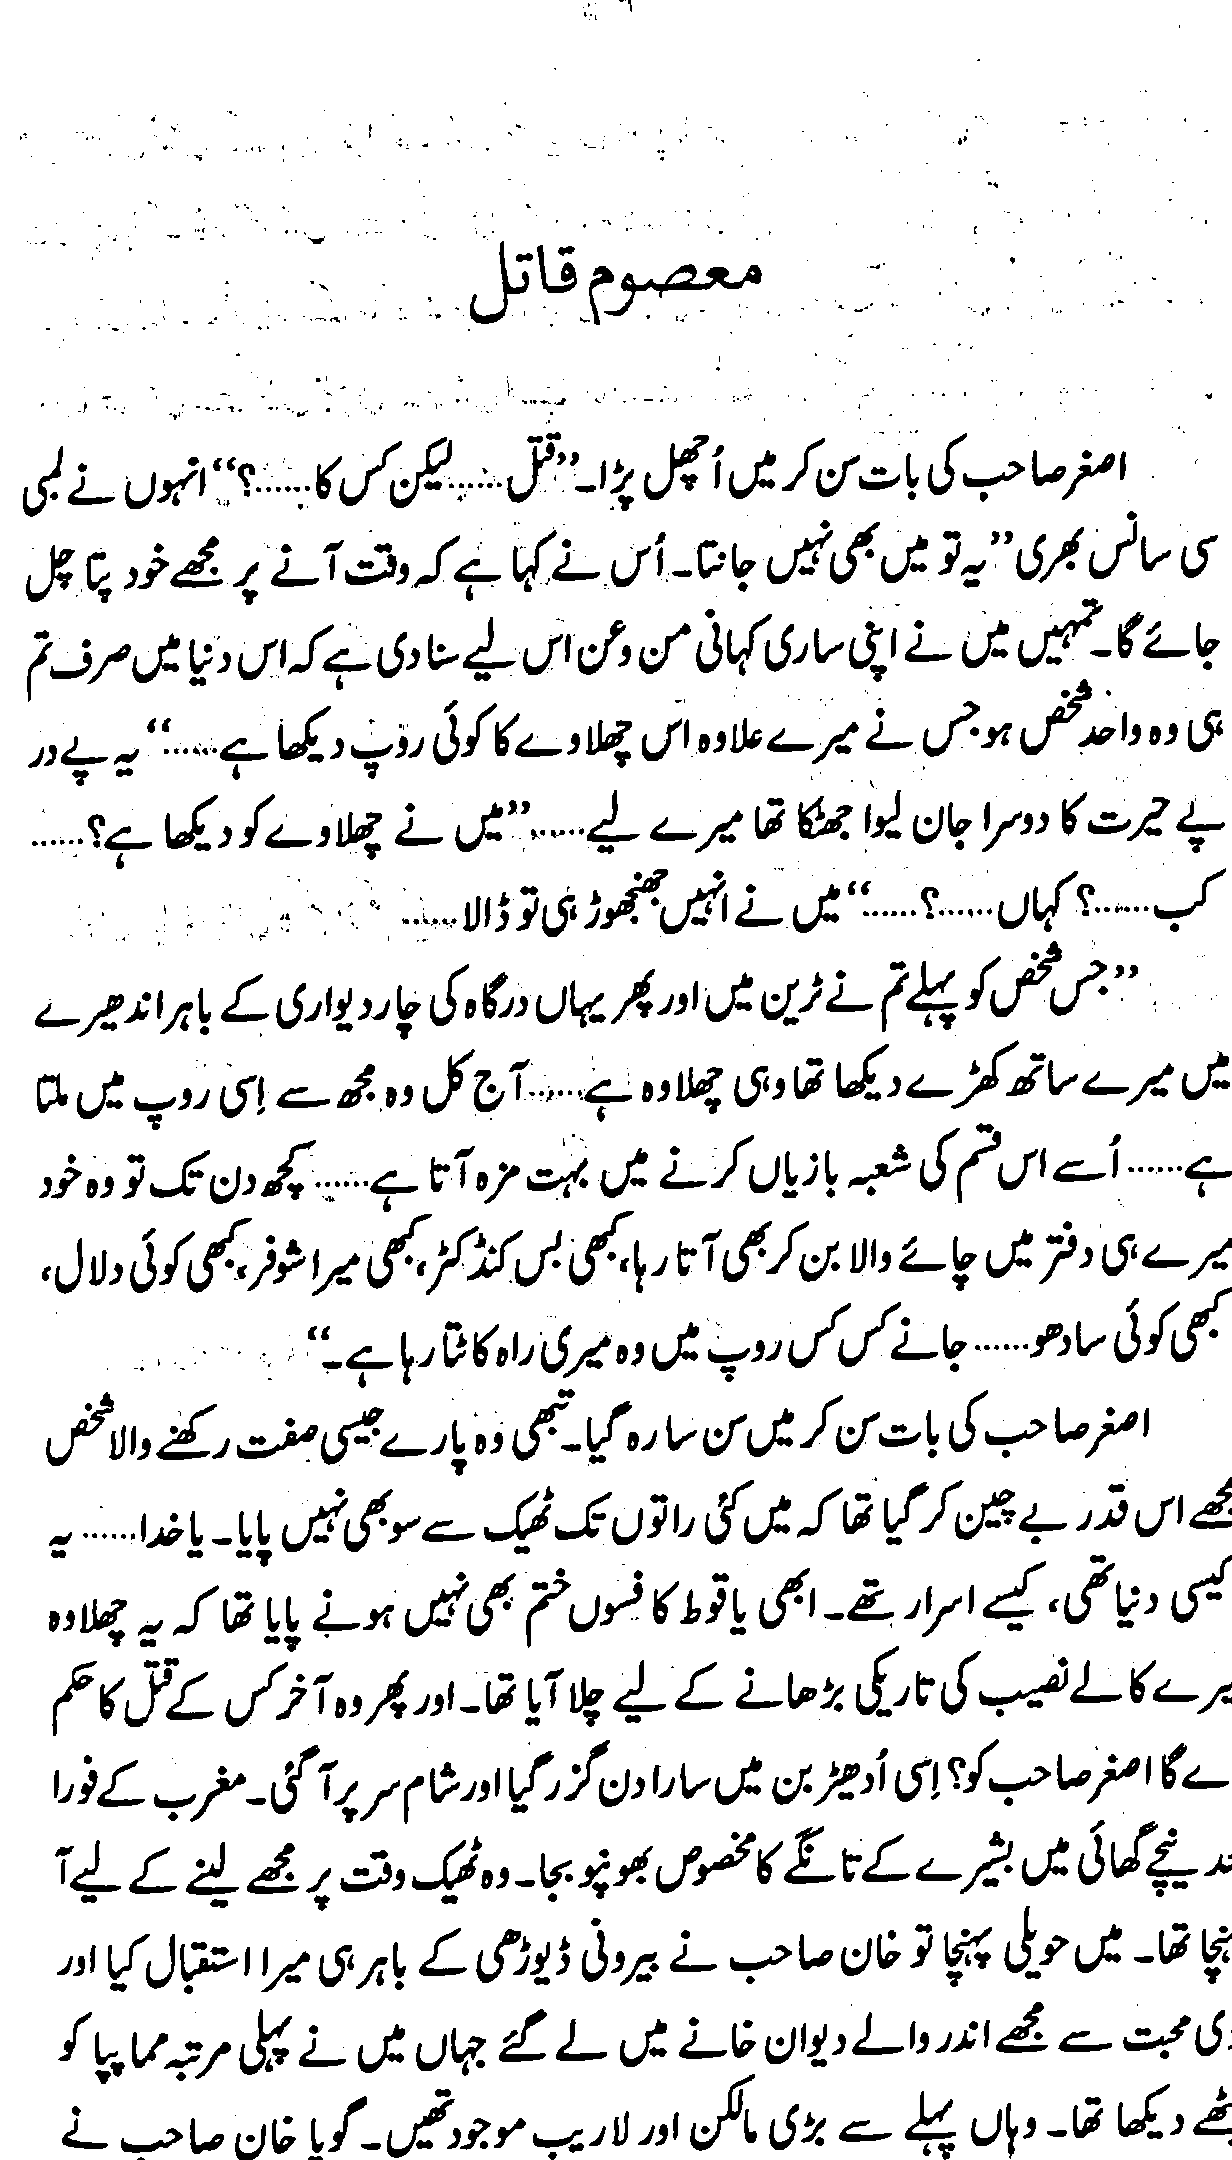 معصوم قاتل
اصغر صاحب کی بات سن کر میں اُچھل پڑا۔ ”قتل...... لیکن کس کا......؟“ انہوں نے لمبی
سی سانس بھری ”یہ تو میں بھی نہیں جانتا۔ اُس نے کہا ہے کہ وقت آنے پر مجھے خود پتا چل
جائے گا۔ تمہیں میں نے اپنی ساری کہانی من و عن اس لیے سنا دی ہے کہ اس دنیا میں صرف تم
ہی وہ واحد شخص ہو جس نے میرے علاوہ اس چھلاوے کا کوئی روپ دیکھا ہے......“ یہ پے در
پے حیرت کا دوسرا جان لیوا جھٹکا تھا میرے لیے...... ”میں نے چھلاوے کو دیکھا ہے؟......
کب......؟ کہاں......؟......“ میں نے انہیں جھنجھوڑ ہی تو ڈالا......
”جس شخص کو پہلے تم نے ٹرین میں اور پھر یہاں درگاہ کی چار دیواری کے باہر اندھیرے
میں میرے ساتھ کھڑے دیکھا تھا وہی چھلاوہ ہے...... آج کل وہ مجھ سے اِسی روپ میں ملتا
ہے...... اُسے اس قسم کی شعبہ بازیاں کرنے میں بہت مزہ آتا ہے...... کچھ دن تک تو وہ خود
میرے ہی دفتر میں چائے والا بن کر بھی آتا رہا، کبھی بس کنڈکٹر، کبھی میرا شوفر، کبھی کوئی دلال،
کبھی کوئی سادھو...... جانے کس کس روپ میں وہ میری راہ کاٹتا رہا ہے۔“
اصغر صاحب کی بات سن کر میں سن سا رہ گیا۔ تبھی وہ پارے جیسی صفت رکھنے والا شخص
مجھے اس قدر بے چین کر گیا تھا کہ میں کئی راتوں تک ٹھیک سے سو بھی نہیں پایا۔ یا خدا...... یہ
کیسی دنیا تھی، کیسے اسرار تھے۔ ابھی یاقوط کا فسوں ختم بھی نہیں ہونے پایا تھا کہ یہ چھلاوہ
یرے کالے نصیب کی تاریکی بڑھانے کے لیے چلا آیا تھا۔ اور پھر وہ آخر کس کے قتل کا حکم
ے گا اصغر صاحب کو؟ اِسی اُدھیڑ بن میں سارا دن گزر گیا اور شام سر پر آ گئی۔ مغرب کے فورا
عد نیچے گھائی میں بشیرے کے تانگے کا مخصوص بھونپو بجا۔ وہ ٹھیک وقت پر مجھے لینے کے لیے آ
ہنچا تھا۔ میں حویلی پہنچا تو خان صاحب نے بیرونی ڈیوڑھی کے باہر ہی میرا استقبال کیا اور
ڑی محبت سے مجھے اندر والے دیوان خانے میں لے گئے جہاں میں نے پہلی مرتبہ مما پپا کو
یٹھے دیکھا تھا۔ وہاں پہلے سے بڑی مالکن اور لاریب موجود تھیں۔ گویا خان صاحب نے